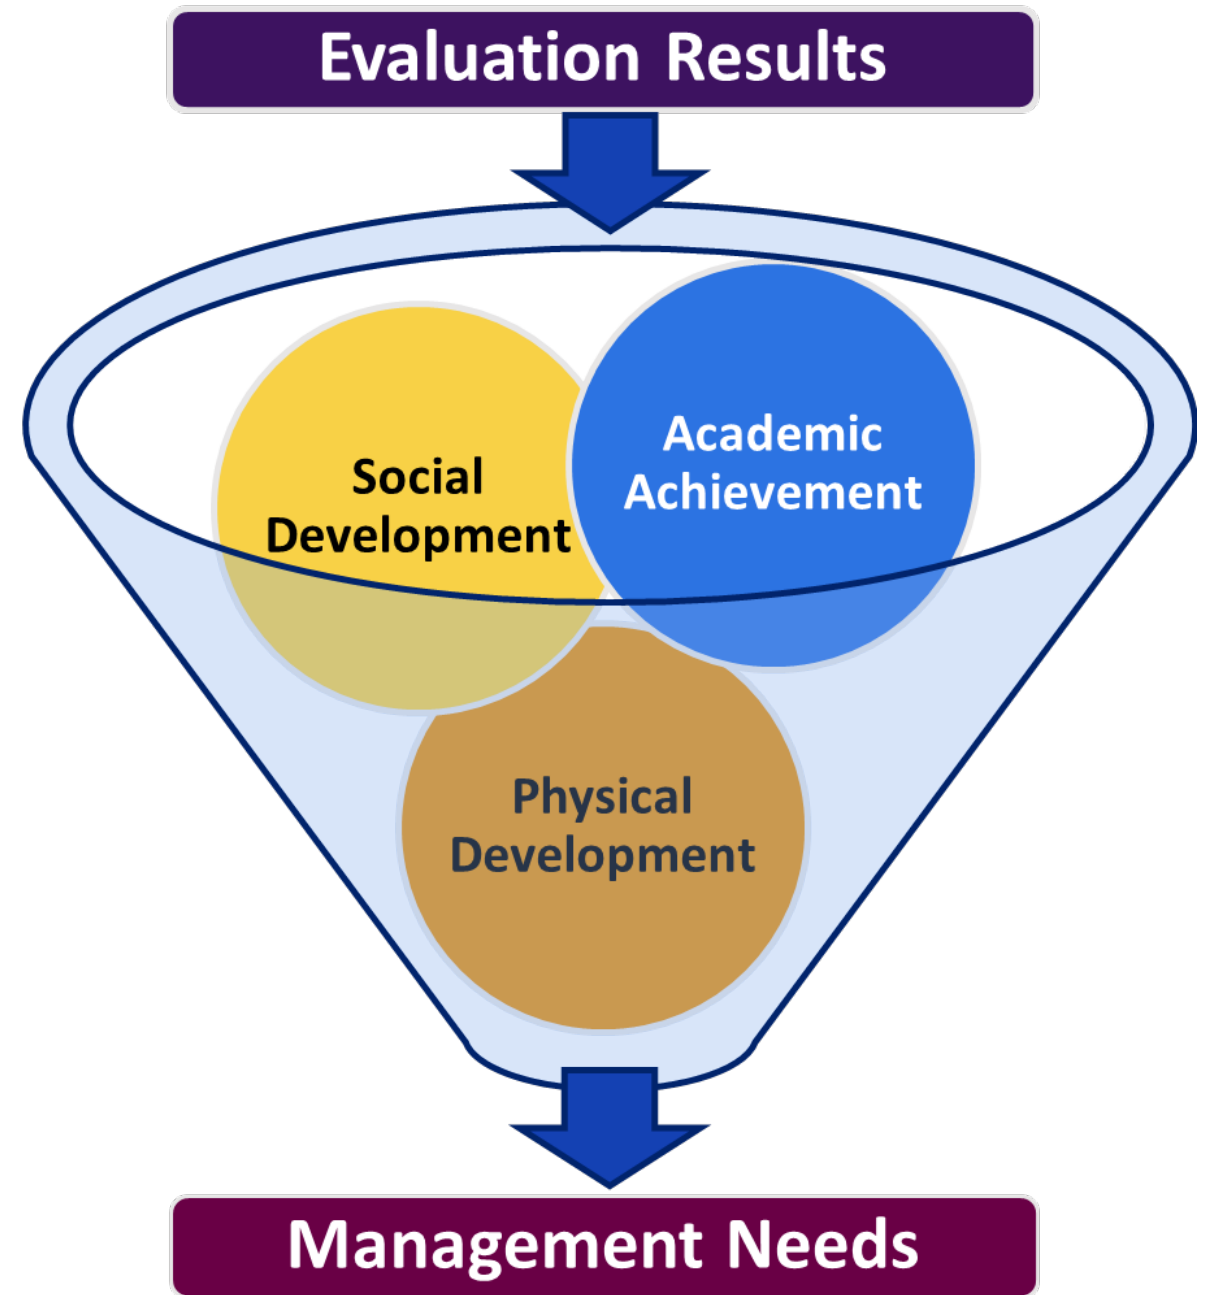 Evaluation Results
Academic
Achievement
Social
Development
Physical
Development
Management Needs